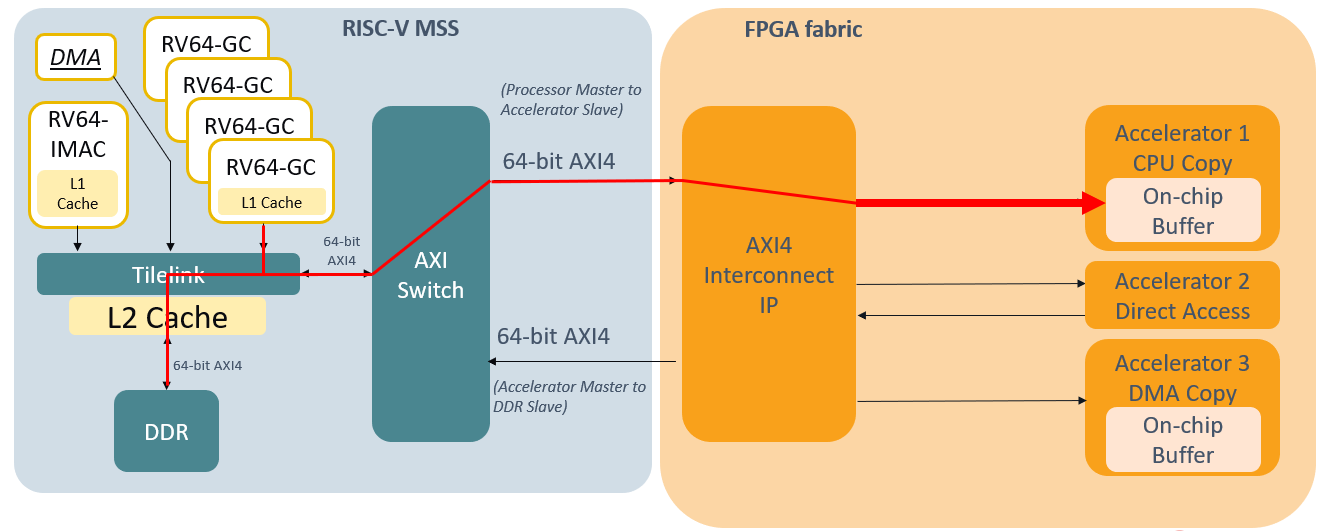 RISC-V MSS
FPGA fabric
DMA
RV64-GC
RV64-GC
RV64-GC
RV64-GC
L1 Cache
RV64-
IMAC
L1
Cache
(Processor Master to
Accelerator Slave)
64-bit AXI4
64-bit
AXI4
Tilelink
L2 Cache
64-bit AXI4
DDR
AXI
Switch
64-bit AXI4
(Accelerator Master to
DDR Slave)
AXI4
Interconnect
IP
Accelerator 1
CPU Copy
On-chip
Buffer
Accelerator 2
Direct Access
Accelerator 3
DMA Copy
On-chip
Buffer